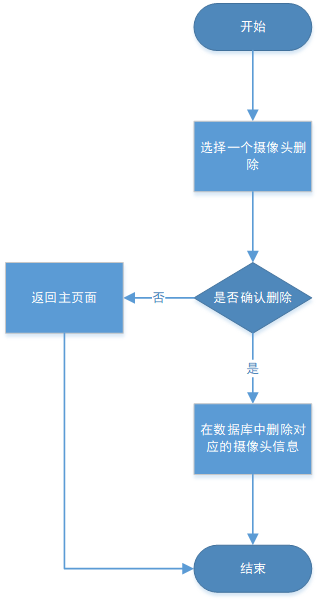 开始
选择一个摄像头删
除
返回主页面
否
是否确认删除
是
在数据库中删除对
应的摄像头信息
结束